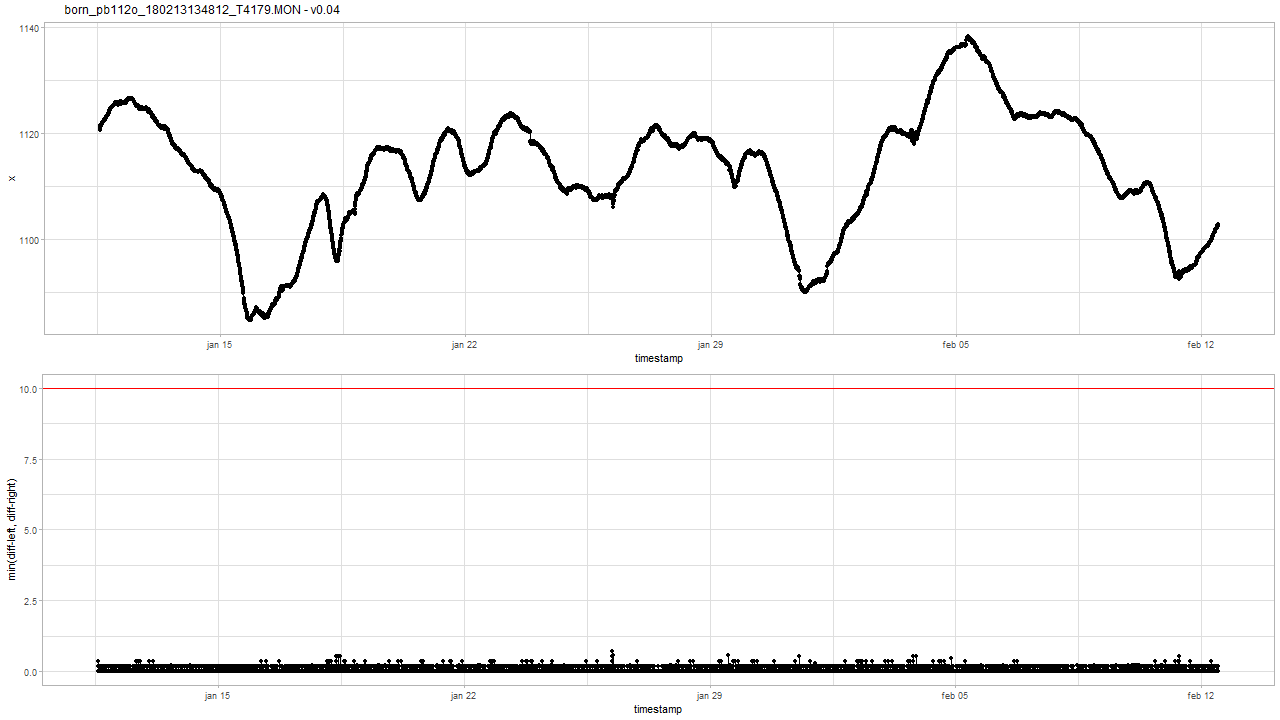 born_pb112o_180213134812_T4179.MON - v0.04
1140
1120
1100
x
jan 15
jan 22
jan 29
feb 05
feb 12
timestamp
10.0
7.5
5.0
2.5
0.0
min(diff-left, diff-right)
jan 15
jan 22
jan 29
feb 05
feb 12
timestamp